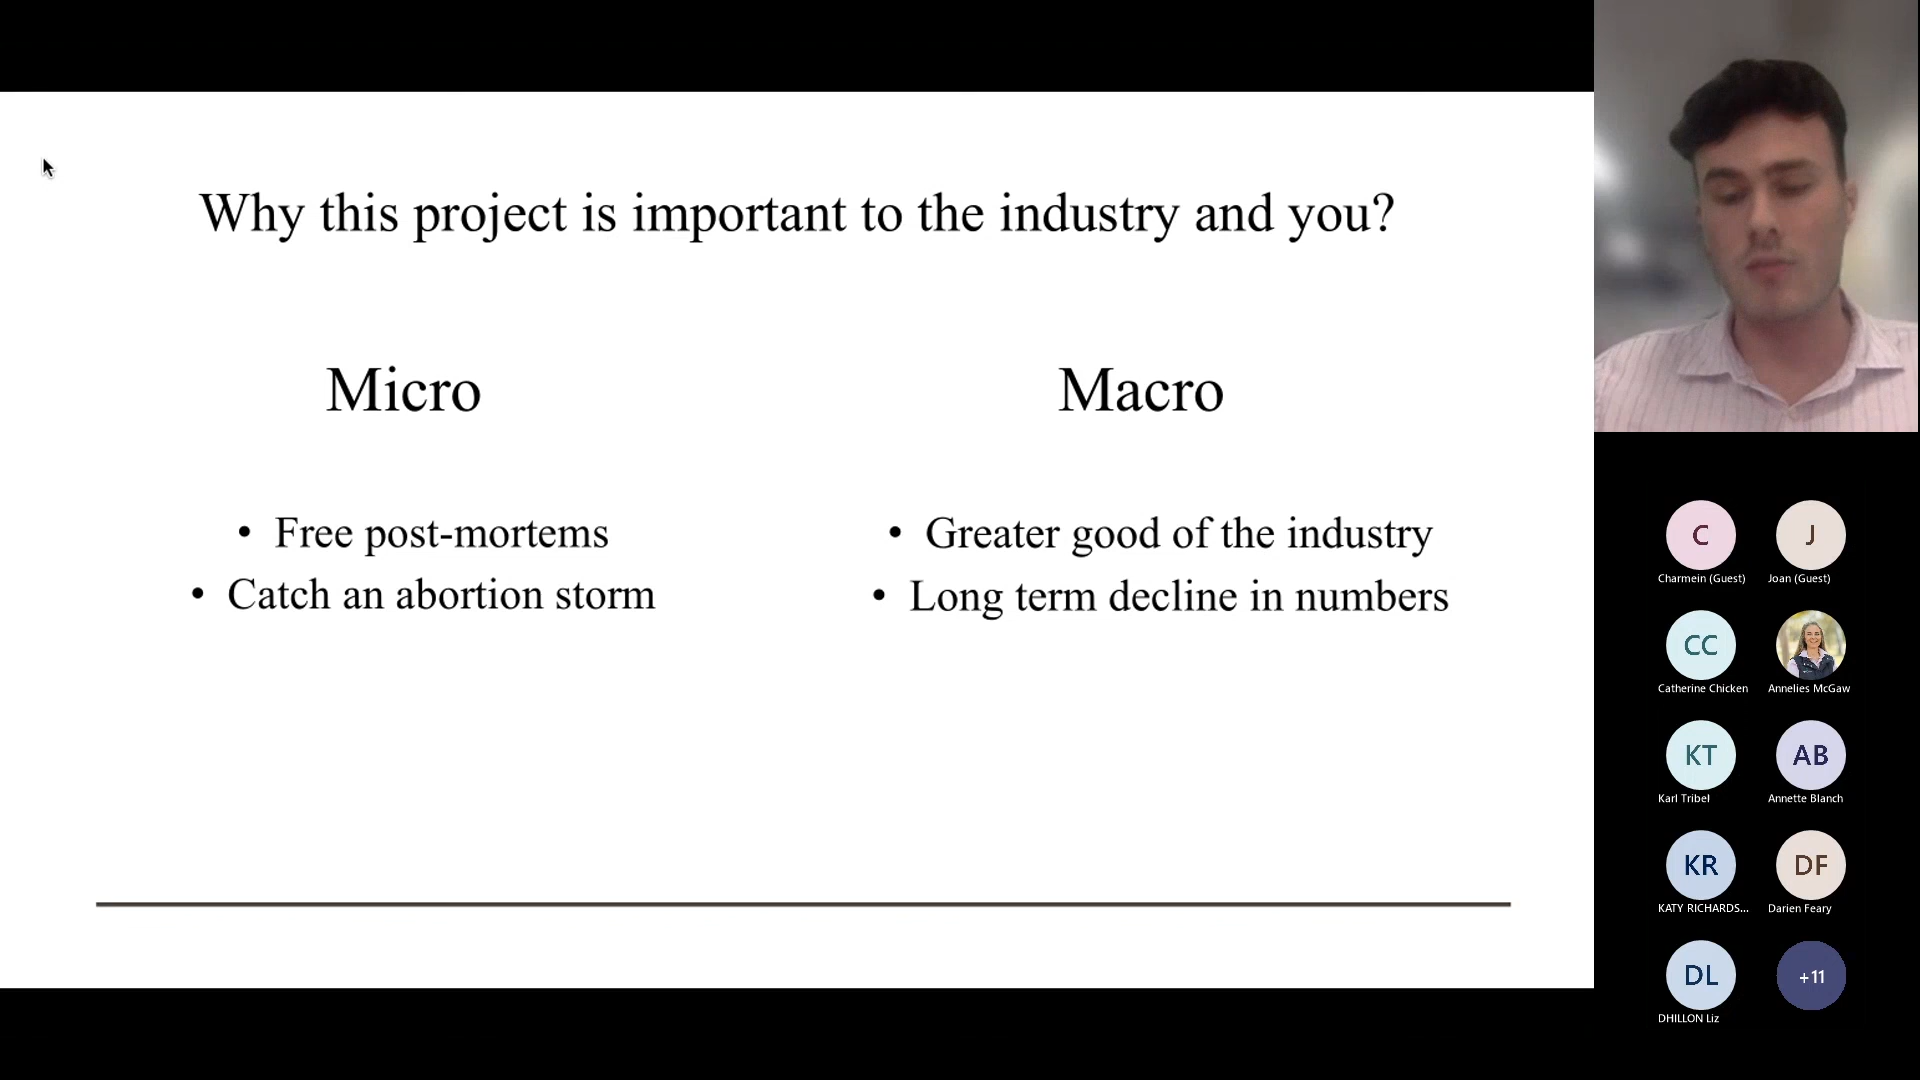 Why this project is important to the industry and you?
Micro
Macro
• Free post-mortems
• Catch an abortion storm
• Greater good of the industry
• Long term decline in numbers
C
J
Charmein (Guest)
Joan (Guest)
CC
Catherine Chicken
Annelies McGaw
KT
AB
Karl Tribel
Annette Blanch
KR
DF
KATY RICHARDS...
Darien Feary
DL
+11
DHILLON Liz